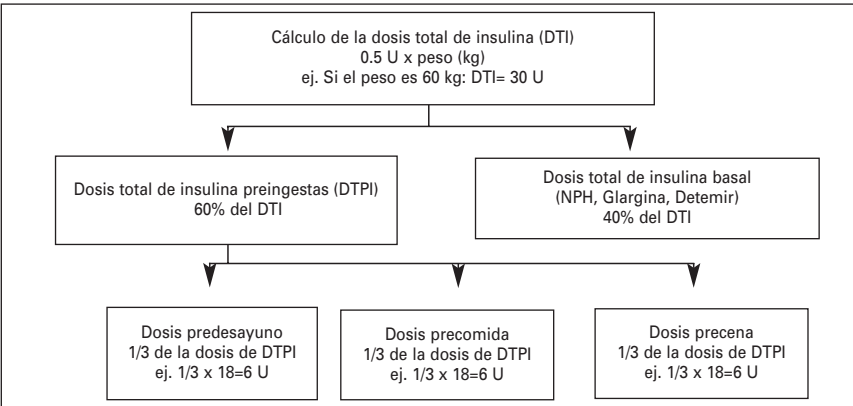 Cálculo de la dosis total de insulina (DTI)
0.5 U x peso (kg)
ej. Si el peso es 60 kg: DTI= 30 U
Dosis total de insulina preingestas (DTPI)
60% del DTI
Dosis total de insulina basal
(NPH, Glargina, Detemir)
40% del DTI
Dosis predesayuno
1/3 de la dosis de DTPI
ej. 1/3 x 18=6 U
Dosis precomida
1/3 de la dosis de DTPI
ej. 1/3 x 18=6 U
Dosis precena
1/3 de la dosis de DTPI
ej. 1/3 x 18=6 U